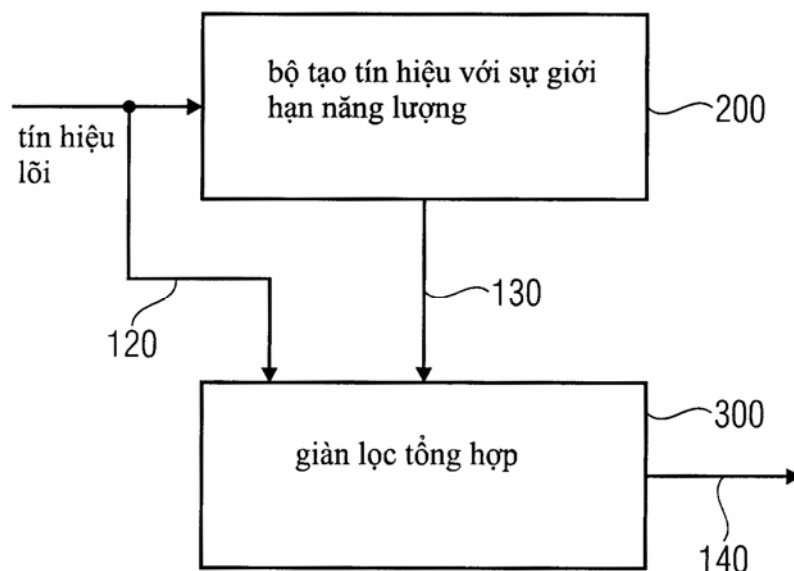 bộ tạo tín hiệu với sự giới
hạn năng lượng
200
tín hiệu
lõi
120
130
300
giàn lọc tổng hợp
140